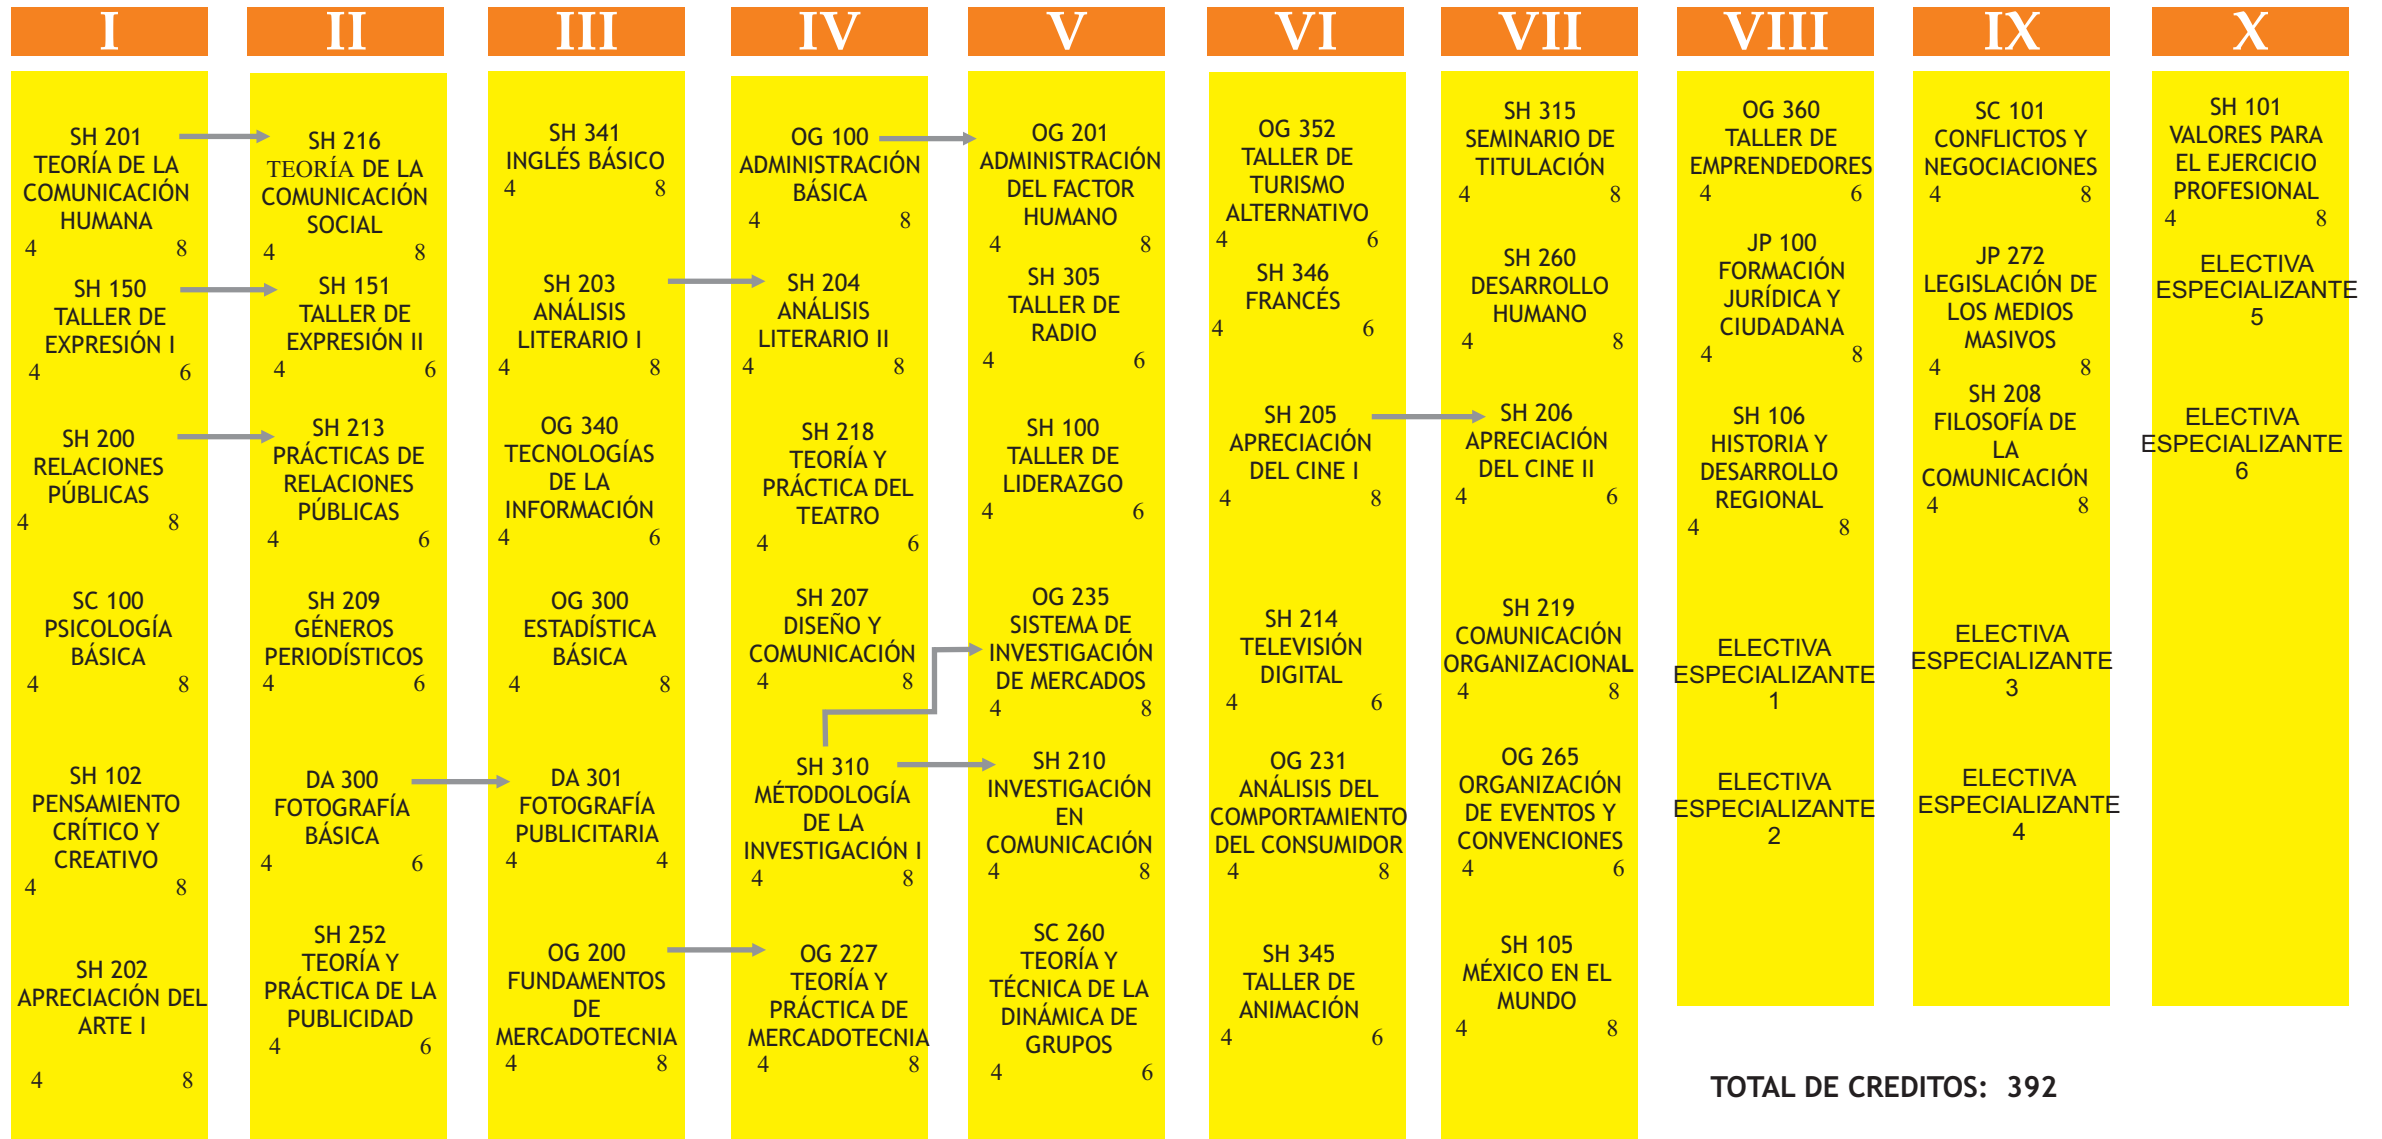 I
SH 201
TEORÍA DE LA
COMUNICACIÓN
HUMANA
4 8
SH 150
TALLER DE
EXPRESIÓN I
4 6
SH 200
RELACIONES
PÚBLICAS
4 8
SC 100
PSICOLOGÍA
BÁSICA
4 8
SH 102
PENSAMIENTO
CRÍTICO Y
CREATIVO
4 8
SH 202
APRECIACIÓN DEL
ARTE I
4 8
II
SH 216
TEORÍA DE LA
COMUNICACIÓN
SOCIAL
4 8
SH 151
TALLER DE
EXPRESIÓN II
4 6
SH 213
PRÁCTICAS DE
RELACIONES
PÚBLICAS
4 6
SH 209
GÉNEROS
PERIODÍSTICOS
4 6
DA 300
FOTOGRAFÍA
BÁSICA
4 6
SH 252
TEORÍA Y
PRÁCTICA DE LA
PUBLICIDAD
4 6
III
SH 341
INGLÉS BÁSICO
4 8
SH 203
ANÁLISIS
LITERARIO I
4 8
OG 340
TECNOLOGÍAS
DE LA
INFORMACIÓN
4 6
OG 300
ESTADÍSTICA
BÁSICA
4 8
DA 301
FOTOGRAFÍA
PUBLICITARIA
4 4
OG 200
FUNDAMENTOS
DE
MERCADOTECNIA
4 8
IV
OG 100
ADMINISTRACIÓN
BÁSICA
4 8
SH 204
ANÁLISIS
LITERARIO II
4 8
SH 218
TEORÍA Y
PRÁCTICA DEL
TEATRO
4 6
SH 207
DISEÑO Y
COMUNICACIÓN
4 8
SH 310
MÉTODOLOGÍA
DE LA
INVESTIGACIÓN I
4 8
OG 227
TEORÍA Y
PRÁCTICA DE
MERCADOTECNIA
4 8
V
OG 201
ADMINISTRACIÓN
DEL FACTOR
HUMANO
4 8
SH 305
TALLER DE
RADIO
4 6
SH 100
TALLER DE
LIDERAZGO
4 6
OG 235
SISTEMA DE
INVESTIGACIÓN
DE MERCADOS
4 8
SH 210
INVESTIGACIÓN
EN
COMUNICACIÓN
4 8
SC 260
TEORÍA Y
TÉCNICA DE LA
DINÁMICA DE
GRUPOS
4 6
VI
OG 352
TALLER DE
TURISMO
ALTERNATIVO
4 6
SH 346
FRANCÉS
4 6
SH 205
APRECIACIÓN
DEL CINE I
4 8
SH 214
TELEVISIÓN
DIGITAL
4 6
OG 231
ANÁLISIS DEL
COMPORTAMIENTO
DEL CONSUMIDOR
4 8
SH 345
TALLER DE
ANIMACIÓN
4 6
VII
SH 315
SEMINARIO DE
TITULACIÓN
4 8
SH 260
DESARROLLO
HUMANO
4 8
SH 206
APRECIACIÓN
DEL CINE II
4 6
SH 219
COMUNICACIÓN
ORGANIZACIONAL
4 8
OG 265
ORGANIZACIÓN
DE EVENTOS Y
CONVENCIONES
4 6
SH 105
MÉXICO EN EL
MUNDO
4 8
VIII
OG 360
TALLER DE
EMPRENDEDORES
4 6
JP 100
FORMACIÓN
JURÍDICA Y
CIUDADANA
4 8
SH 106
HISTORIA Y
DESARROLLO
REGIONAL
4 8
ELECTIVA
ESPECIALIZANTE
1
ELECTIVA
ESPECIALIZANTE
2
IX
SC 101
CONFLICTOS Y
NEGOCIACIONES
4 8
JP 272
LEGISLACIÓN DE
LOS MEDIOS
MASIVOS
4 8
SH 208
FILOSOFÍA DE
LA
COMUNICACIÓN
4 8
ELECTIVA
ESPECIALIZANTE
3
ELECTIVA
ESPECIALIZANTE
4
X
SH 101
VALORES PARA
EL EJERCICIO
PROFESIONAL
4 8
ELECTIVA
ESPECIALIZANTE
5
ELECTIVA
ESPECIALIZANTE
6
TOTAL DE CREDITOS: 392